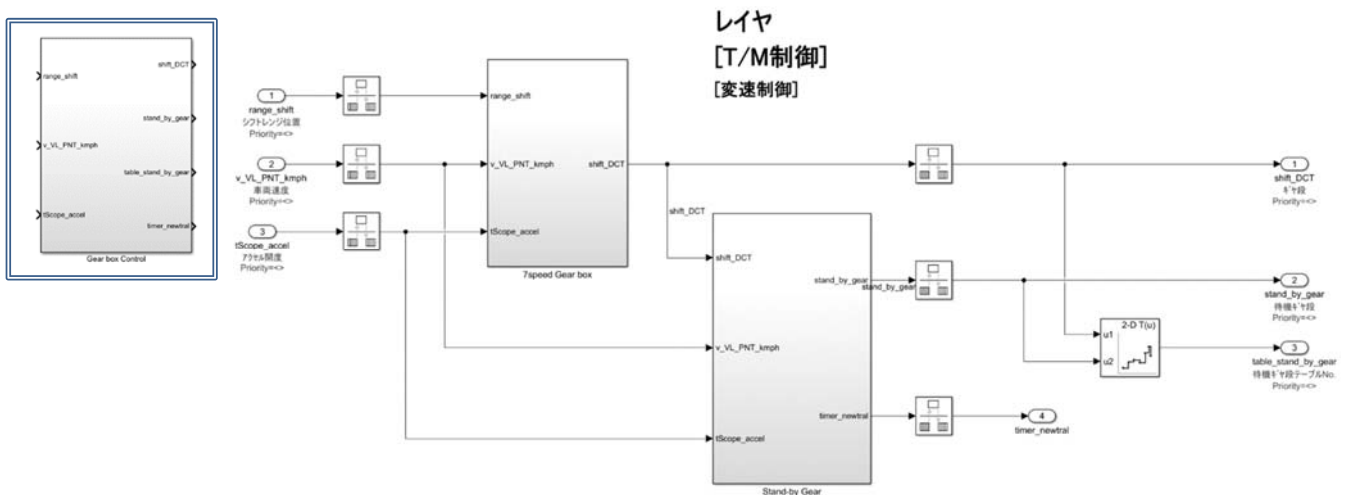 レイヤ
[T/M制御]
[変速制御]
range_shift
v_VL_PNT_kmph
tScope_accel
shift_DCT
stand_by_gear
table_stand_by_gear
timer_newtral
Gear box Control
1
range_shift
シフトレンジ位置
Priority=<>
2
v_VL_PNT_kmph
車両速度
Priority=<>
3
tScope_accel
アクセル開度
Priority=<>
range_shift
v_VL_PNT_kmph
tScope_accel
shift_DCT
7speed Gear box
shift_DCT
shift_DCT
v_VL_PNT_kmph
tScope_accel
stand_by_gear
timer_newtral
Stand-by Gear
stand_by_gear
2-D T(u)
u1
u2
1
shift_DCT
ギヤ段
Priority=<>
2
stand_by_gear
待機ギヤ段
Priority=<>
3
table_stand_by_gear
待機ギヤ段テーブルNo.
Priority=<>
4
timer_newtral